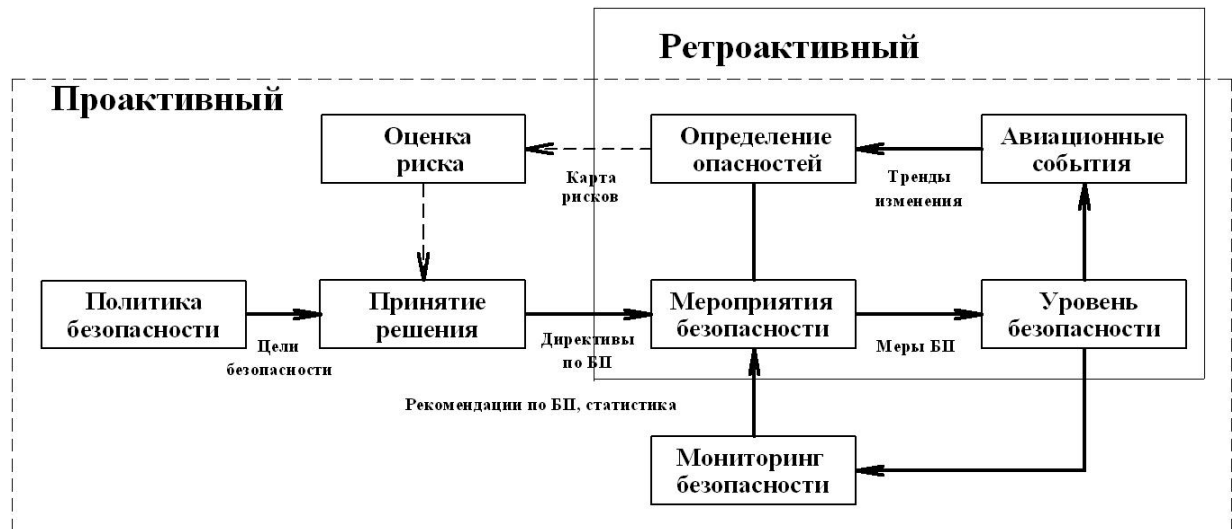 Ретроактивный
Проактивный
Оценка
риска
Определение
опасностей
Авиационные
события
Карта
рисков
Тренды
изменения
Политика
безопасности
Принятие
решения
Мероприятия
безопасности
Уровень
безопасности
Цели
безопасности
Директивы
по БП
Меры БП
Рекомендации по БП, статистика
Мониторинг
безопасности